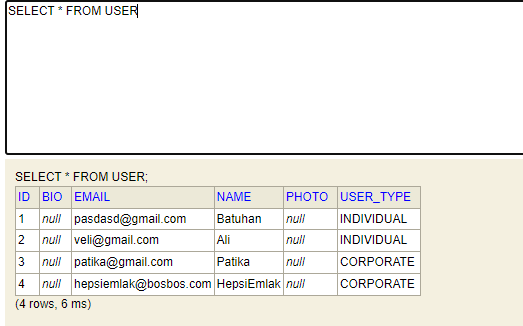 SELECT * FROM USER
SELECT * FROM USER;
ID BIO EMAIL NAME PHOTO USER_TYPE
1 null pasdasd@gmail.com Batuhan null INDIVIDUAL
2 null veli@gmail.com Ali null INDIVIDUAL
3 null patika@gmail.com Patika null CORPORATE
4 null hepsiemlak@bosbos.com HepsiEmlak null CORPORATE
(4 rows, 6 ms)